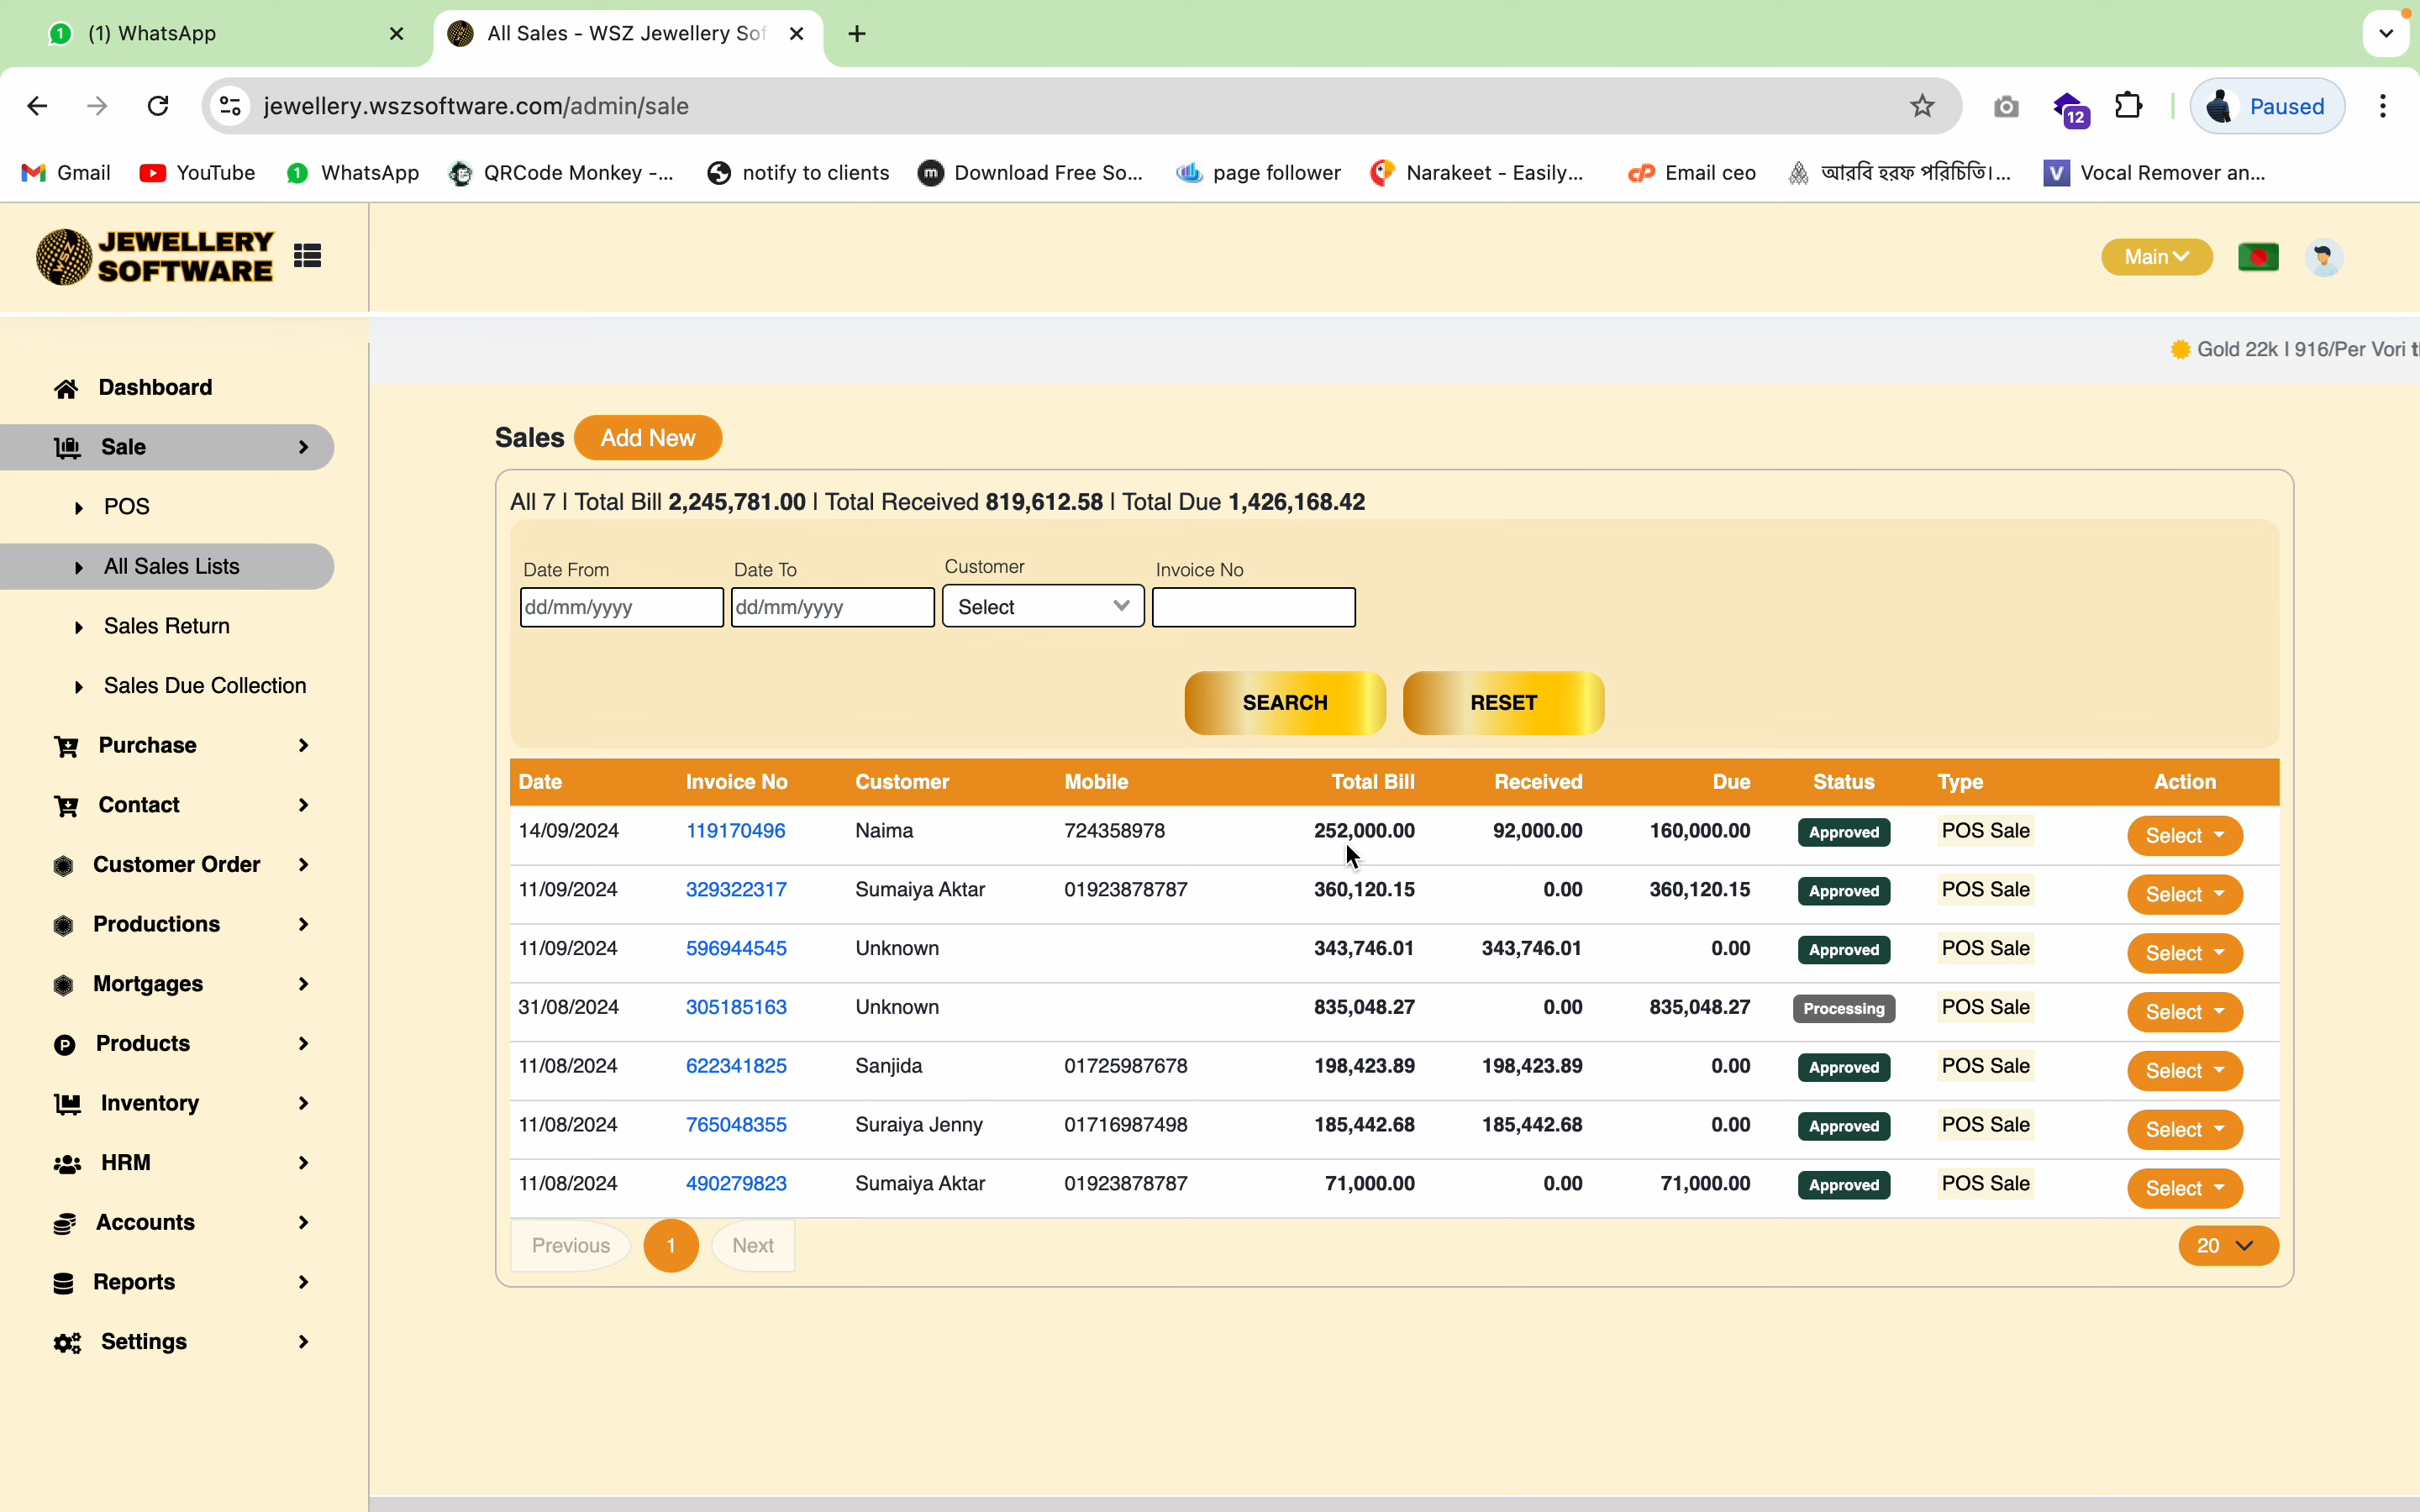 (1) WhatsApp
All Sales - WSZ Jewellery Sof
jewellery.wszsoftware.com/admin/sale
12
Paused
Gmail
YouTube
WhatsApp
QRCode Monkey -...
notify to clients
Download Free So...
page follower
Narakeet - Easily...
Email ceo
আরবি হরফ পরিচিতি।...
Vocal Remover an...
WSZ
JEWELLERY
SOFTWARE
Main
Gold 22k | 916/Per Vori t
Dashboard
Sale
POS
All Sales Lists
Sales Return
Sales Due Collection
Purchase
Contact
Customer Order
Productions
Mortgages
Products
Inventory
HRM
Accounts
Reports
Settings
Sales Add New
All 7 | Total Bill 2,245,781.00 | Total Received 819,612.58 | Total Due 1,426,168.42
Date From Date To Customer Invoice No
dd/mm/yyyy dd/mm/yyyy Select
SEARCH RESET
Date Invoice No Customer Mobile Total Bill Received Due Status Type Action
14/09/2024 119170496 Naima 724358978 252,000.00 92,000.00 160,000.00 Approved POS Sale Select
11/09/2024 329322317 Sumaiya Aktar 01923878787 360,120.15 0.00 360,120.15 Approved POS Sale Select
11/09/2024 596944545 Unknown 343,746.01 343,746.01 0.00 Approved POS Sale Select
31/08/2024 305185163 Unknown 835,048.27 0.00 835,048.27 Processing POS Sale Select
11/08/2024 622341825 Sanjida 01725987678 198,423.89 198,423.89 0.00 Approved POS Sale Select
11/08/2024 765048355 Suraiya Jenny 01716987498 185,442.68 185,442.68 0.00 Approved POS Sale Select
11/08/2024 490279823 Sumaiya Aktar 01923878787 71,000.00 0.00 71,000.00 Approved POS Sale Select
Previous 1 Next 20